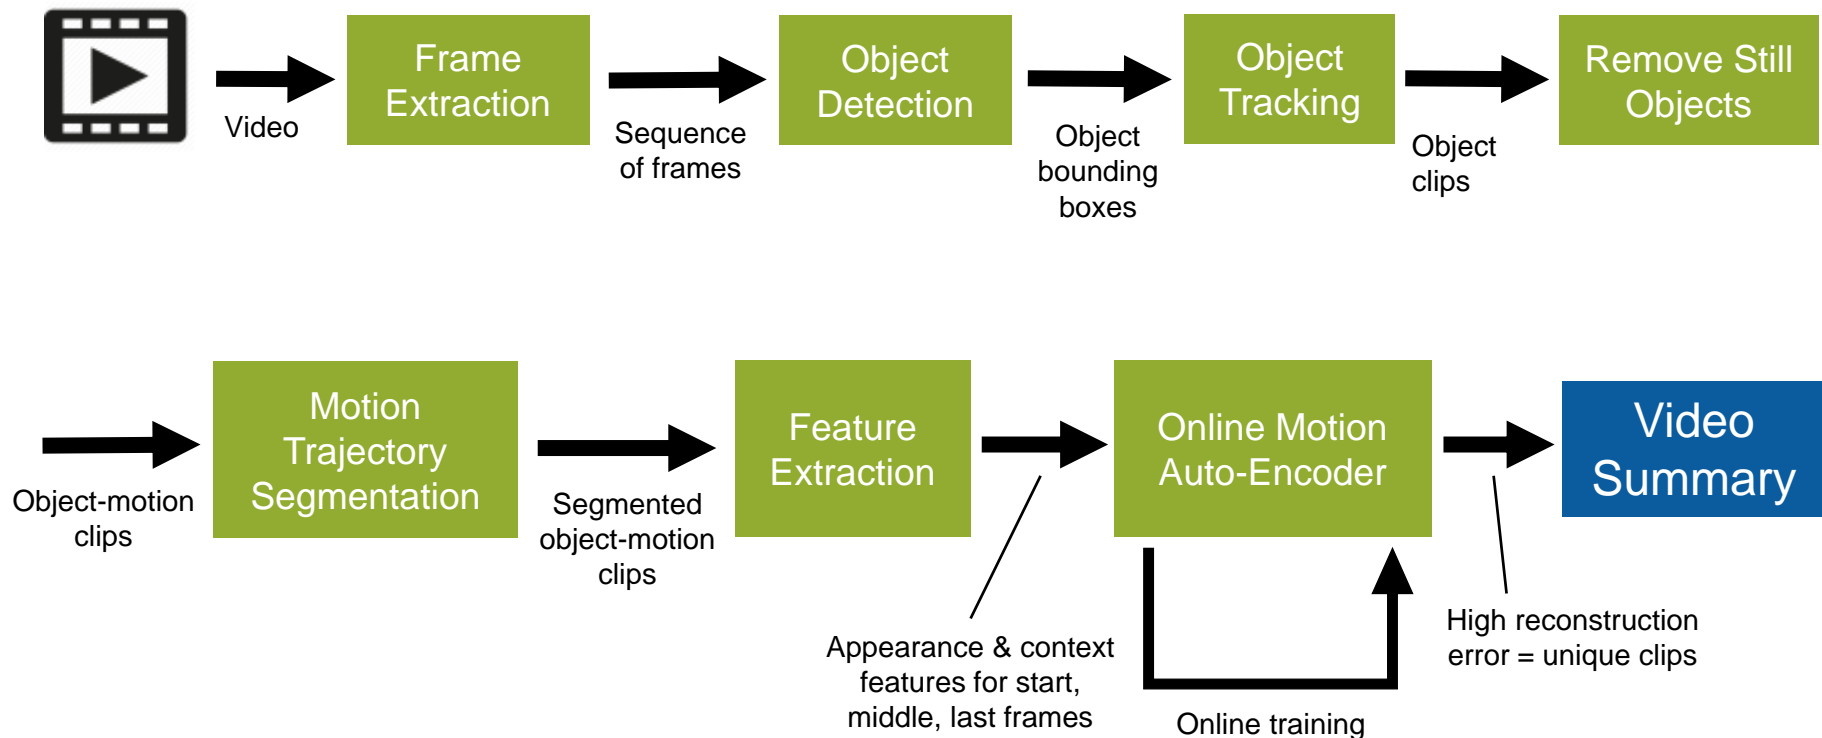 Frame
Extraction
Object
Detection
Object
Tracking
Remove Still
Objects
Video
Sequence
of frames
Object
bounding
boxes
Object
clips
Motion
Trajectory
Segmentation
Feature
Extraction
Online Motion
Auto-Encoder
Video
Summary
Object-motion
clips
Segmented
object-motion
clips
Appearance & context
features for start,
middle, last frames
Online training
High reconstruction
error = unique clips